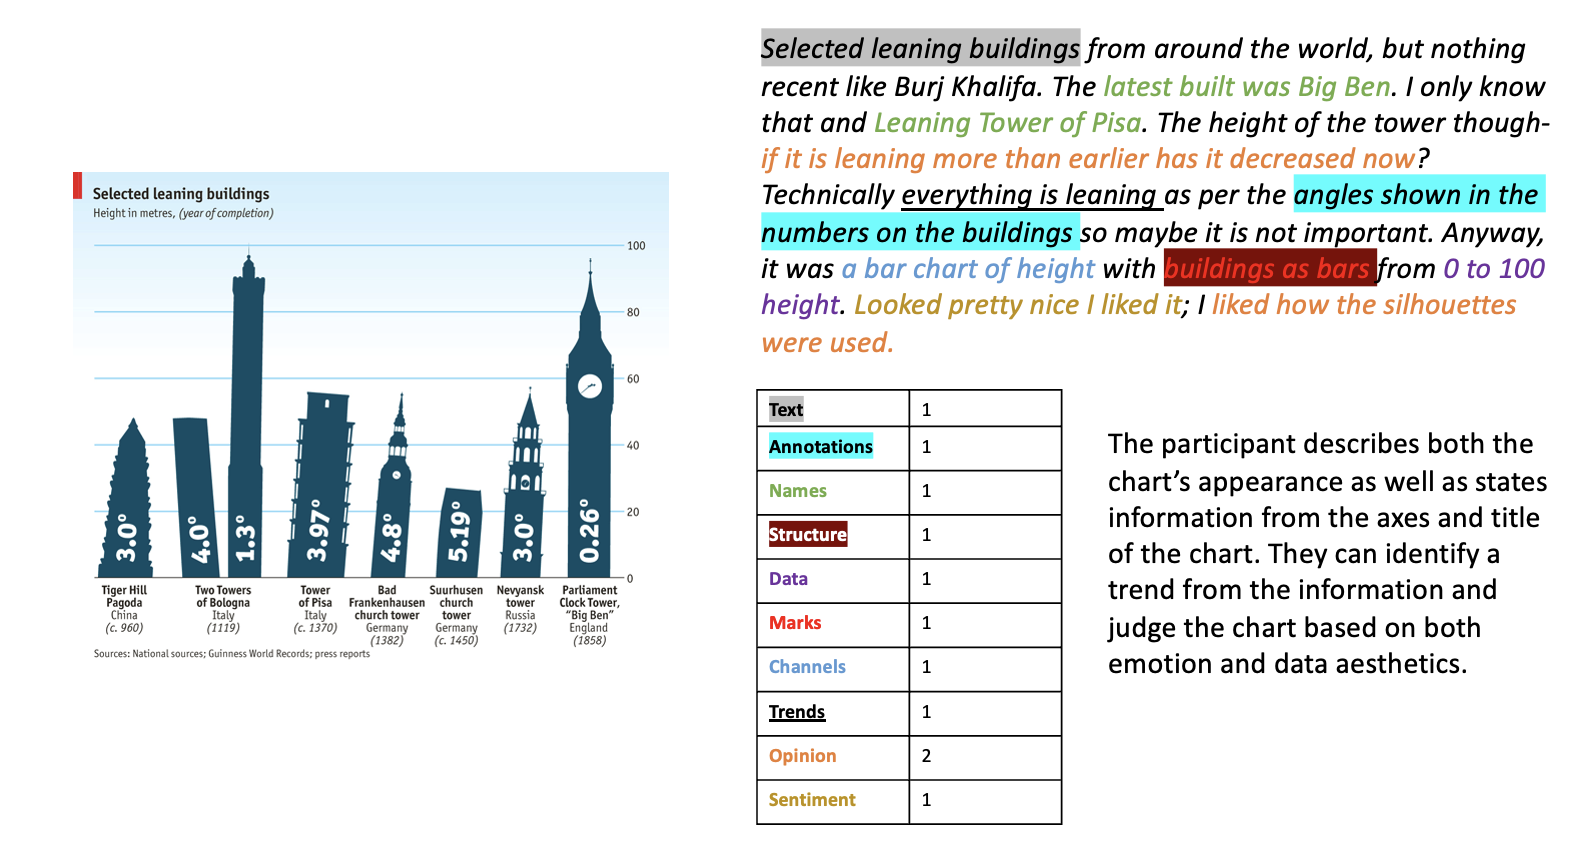 Selected leaning buildings
Height in metres, (year of completion)
100
80
60
40
20
0
3.0°
4.0°
1.3°
3.97°
4.8°
5.19°
3.0°
0.26°
Tiger Hill
Pagoda
China
(c. 960)
Two Towers
of Bologna
Italy
(1119)
Tower
of Pisa
Italy
(c. 1370)
Bad
Frankenhausen
church tower
Germany
(1382)
Suurhusen
church
tower
Germany
(c. 1450)
Nevyansk
tower
Russia
(1732)
Parliament
Clock Tower,
“Big Ben”
England
(1858)
Sources: National sources; Guinness World Records; press reports
Selected leaning buildings from around the world, but nothing
recent like Burj Khalifa. The latest built was Big Ben. I only know
that and Leaning Tower of Pisa. The height of the tower though-
if it is leaning more than earlier has it decreased now?
Technically everything is leaning as per the angles shown in the
numbers on the buildings so maybe it is not important. Anyway,
it was a bar chart of height with buildings as bars from 0 to 100
height. Looked pretty nice I liked it; I liked how the silhouettes
were used.
Text 1
Annotations 1
Names 1
Structure 1
Data 1
Marks 1
Channels 1
Trends 1
Opinion 2
Sentiment 1
The participant describes both the
chart’s appearance as well as states
information from the axes and title
of the chart. They can identify a
trend from the information and
judge the chart based on both
emotion and data aesthetics.